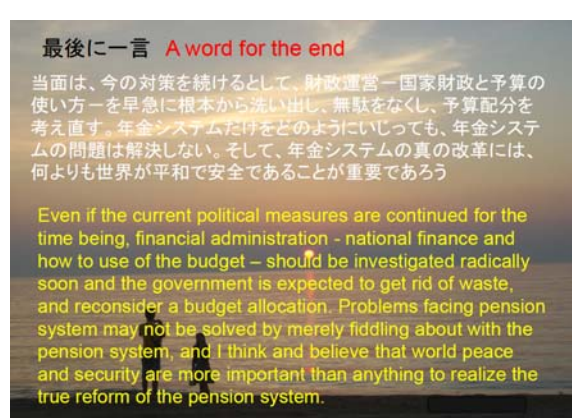 最後に一言 A word for the end
当面は、今の対策を続けるとして、財政運営－国家財政と予算の
使い方－を早急に根本から洗い出し、無駄をなくし、予算配分を
考え直す。年金システムだけをどのようにいじっても、年金システ
ムの問題は解決しない。そして、年金システムの真の改革には、
何よりも世界が平和で安全であることが重要であろう
Even if the current political measures are continued for the
time being, financial administration - national finance and
how to use of the budget – should be investigated radically
soon and the government is expected to get rid of waste,
and reconsider a budget allocation. Problems facing pension
system may not be solved by merely fiddling about with the
pension system, and I think and believe that world peace
and security are more important than anything to realize the
true reform of the pension system.